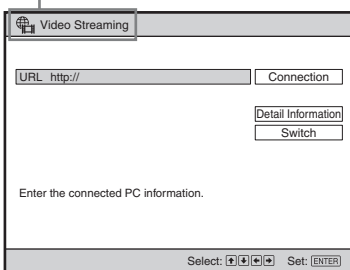 Video Streaming
URL http://
Connection
Detail Information
Switch
Enter the connected PC information.
Select: ↑ ↓ ← → Set: ENTER